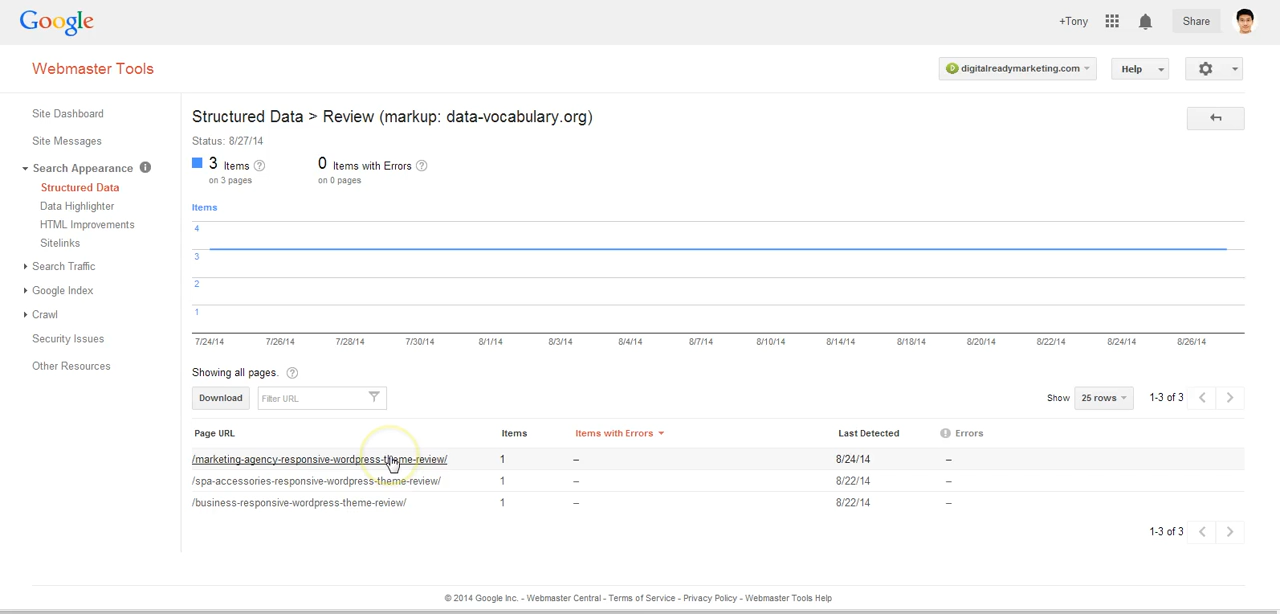 Google
+Tony
Share
Webmaster Tools
digitalreadymarketing.com
Help
Site Dashboard
Site Messages
Search Appearance
Structured Data
Data Highlighter
HTML Improvements
Sitelinks
Search Traffic
Google Index
Crawl
Security Issues
Other Resources
Structured Data > Review (markup: data-vocabulary.org)
Status: 8/27/14
3 Items ?
on 3 pages
0 Items with Errors ?
on 0 pages
Items
4
3
2
1
7/24/14 7/26/14 7/28/14 7/30/14 8/1/14 8/3/14 8/4/14 8/7/14 8/10/14 8/14/14 8/18/14 8/20/14 8/22/14 8/24/14 8/26/14
Showing all pages. ?
Download
Filter URL
Show 25 rows 1-3 of 3
Page URL Items Items with Errors Last Detected Errors
/marketing-agency-responsive-wordpress-theme-review/ 1 – 8/24/14 –
/spa-accessories-responsive-wordpress-theme-review/ 1 – 8/22/14 –
/business-responsive-wordpress-theme-review/ 1 – 8/22/14 –
1-3 of 3
© 2014 Google Inc. - Webmaster Central - Terms of Service - Privacy Policy - Webmaster Tools Help